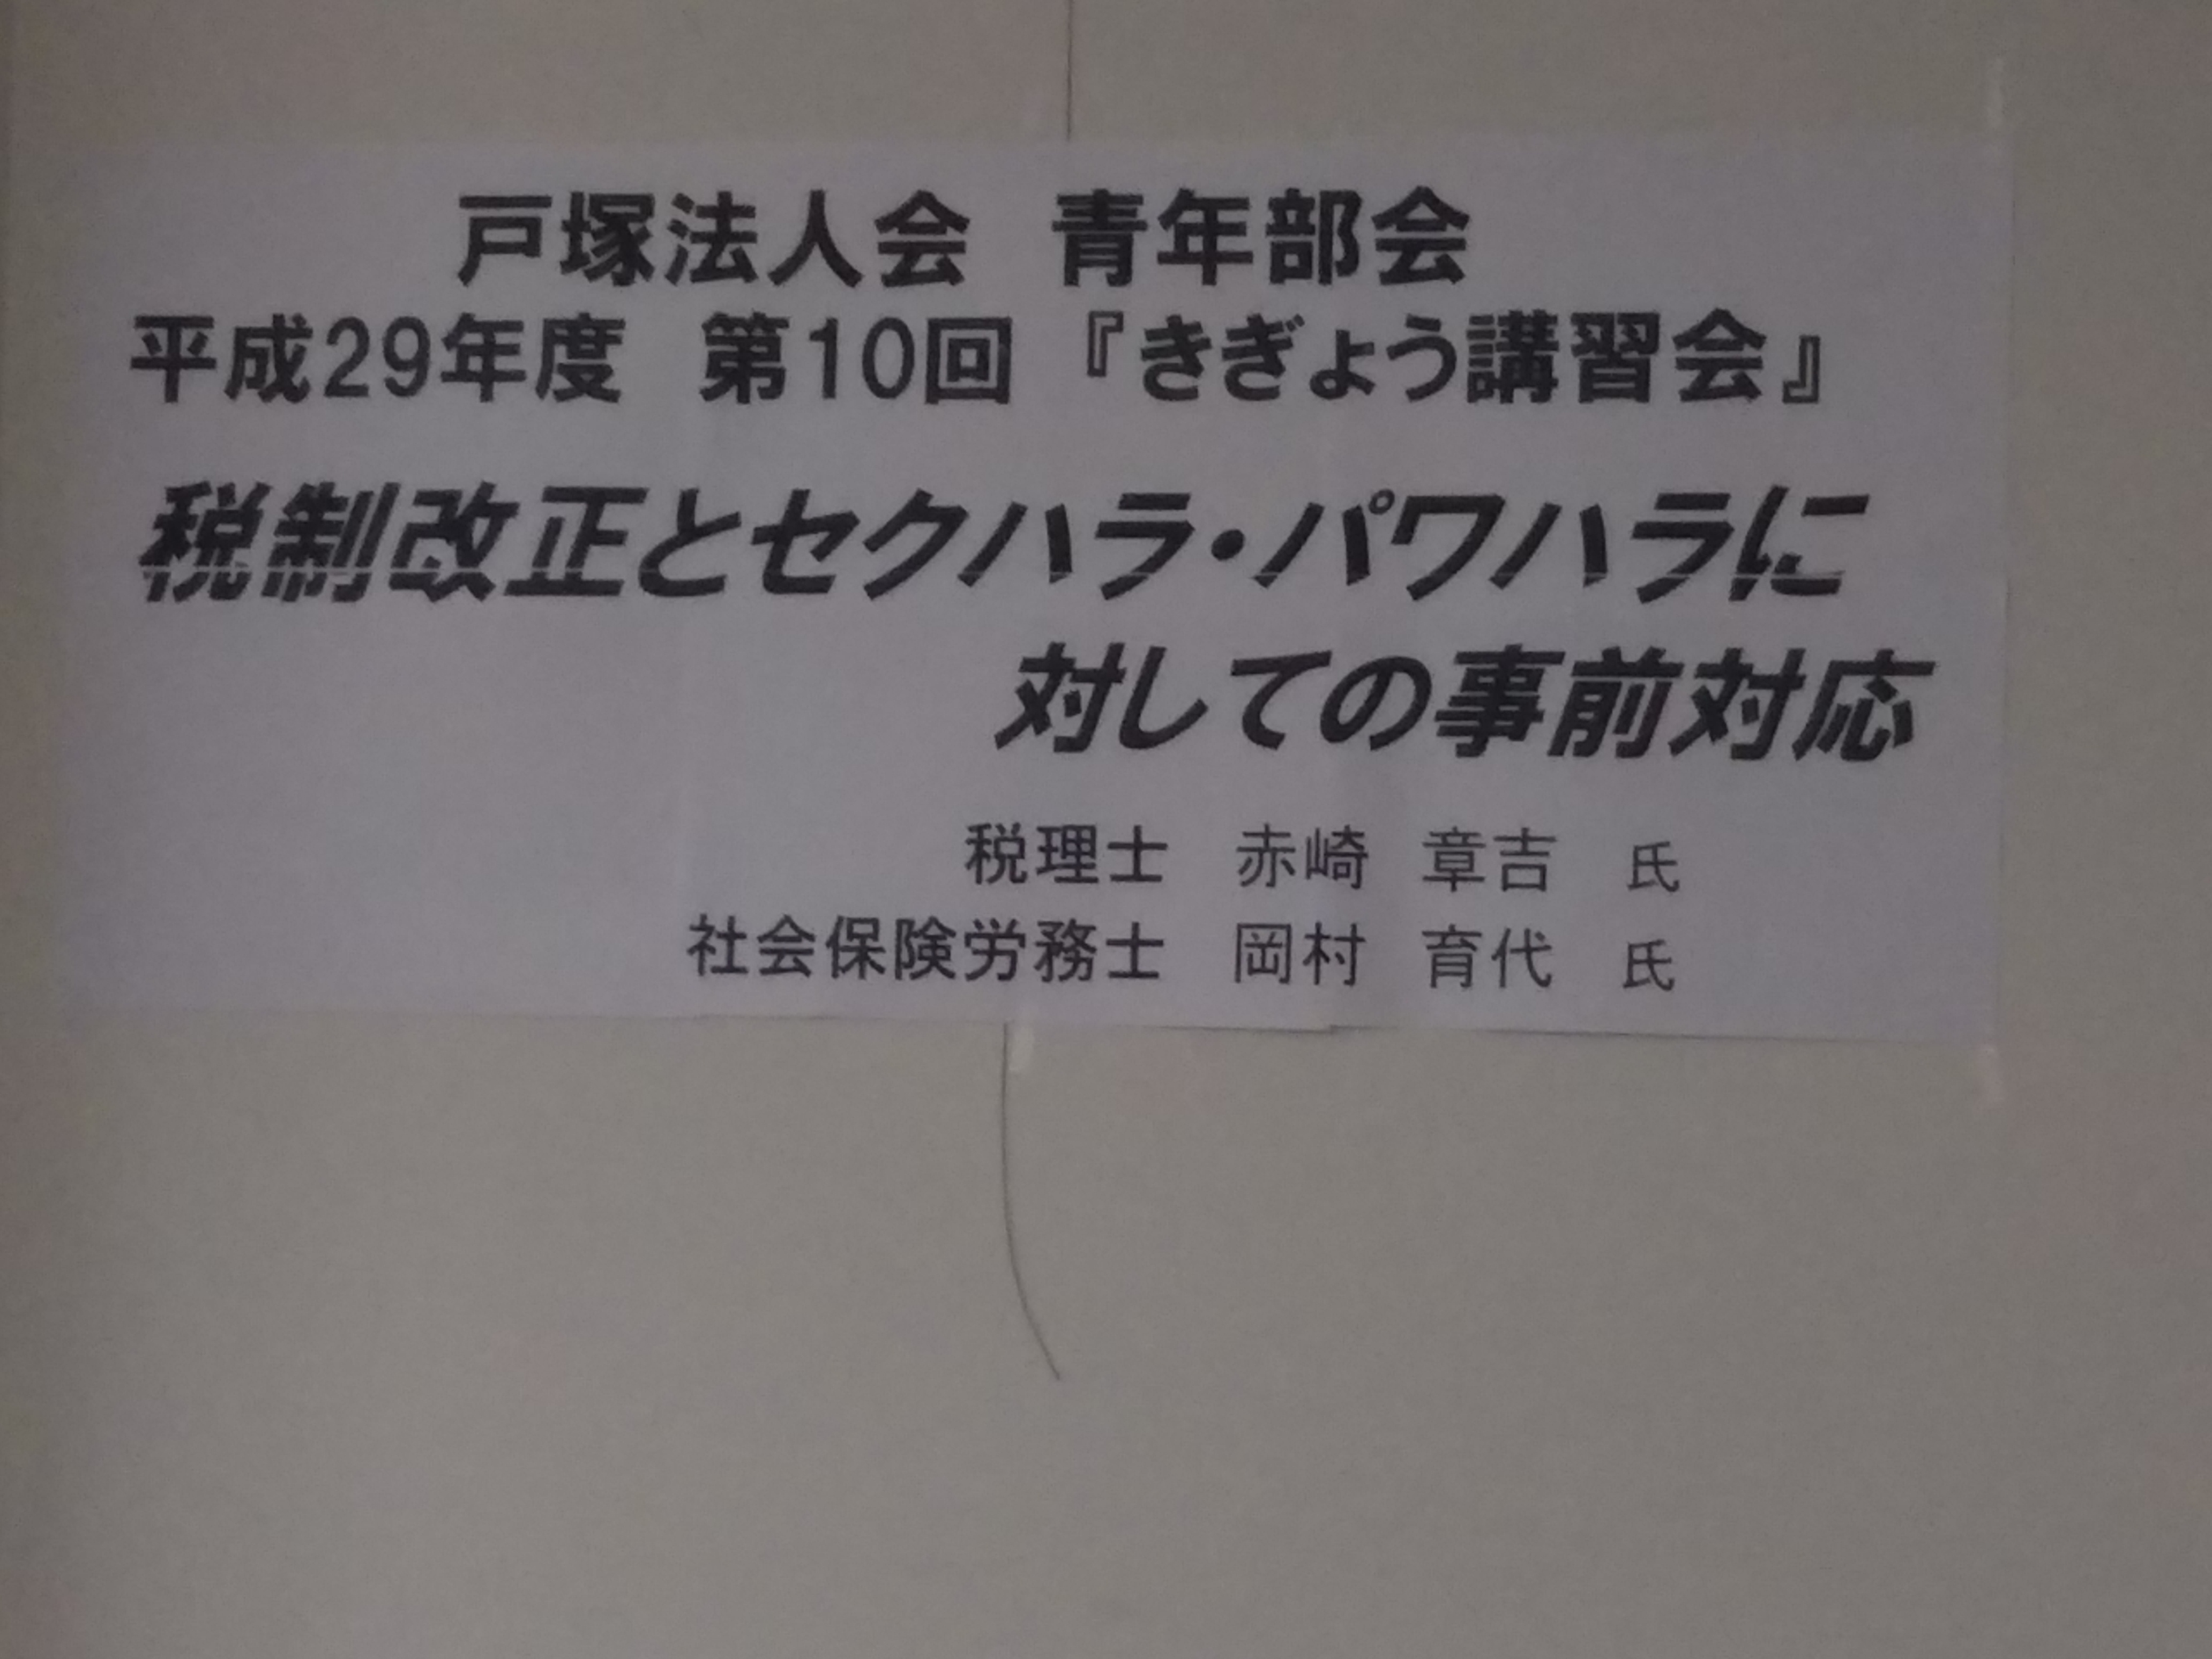 戸塚法人会　青年部会
平成29年度　第10回『きぎょう講習会』
税制改正とセクハラ・パワハラに
対しての事前対応
税理士　赤崎　章吉　氏
社会保険労務士　岡村　育代　氏